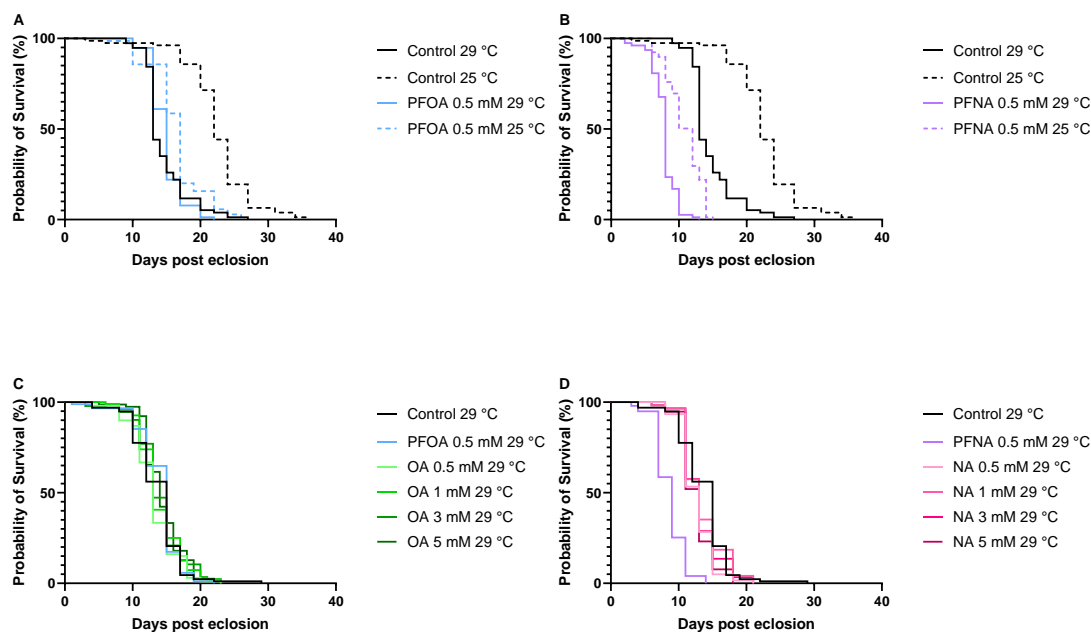 A
Probability of Survival (%)
100
50
0
0 10 20 30 40
Days post eclosion
Control 29 °C
Control 25 °C
PFOA 0.5 mM 29 °C
PFOA 0.5 mM 25 °C
B
Probability of Survival (%)
100
50
0
0 10 20 30 40
Days post eclosion
Control 29 °C
Control 25 °C
PFNA 0.5 mM 29 °C
PFNA 0.5 mM 25 °C
C
Probability of Survival (%)
100
50
0
0 10 20 30 40
Days post eclosion
Control 29 °C
PFOA 0.5 mM 29 °C
OA 0.5 mM 29 °C
OA 1 mM 29 °C
OA 3 mM 29 °C
OA 5 mM 29 °C
D
Probability of Survival (%)
100
50
0
0 10 20 30 40
Days post eclosion
Control 29 °C
PFNA 0.5 mM 29 °C
NA 0.5 mM 29 °C
NA 1 mM 29 °C
NA 3 mM 29 °C
NA 5 mM 29 °C